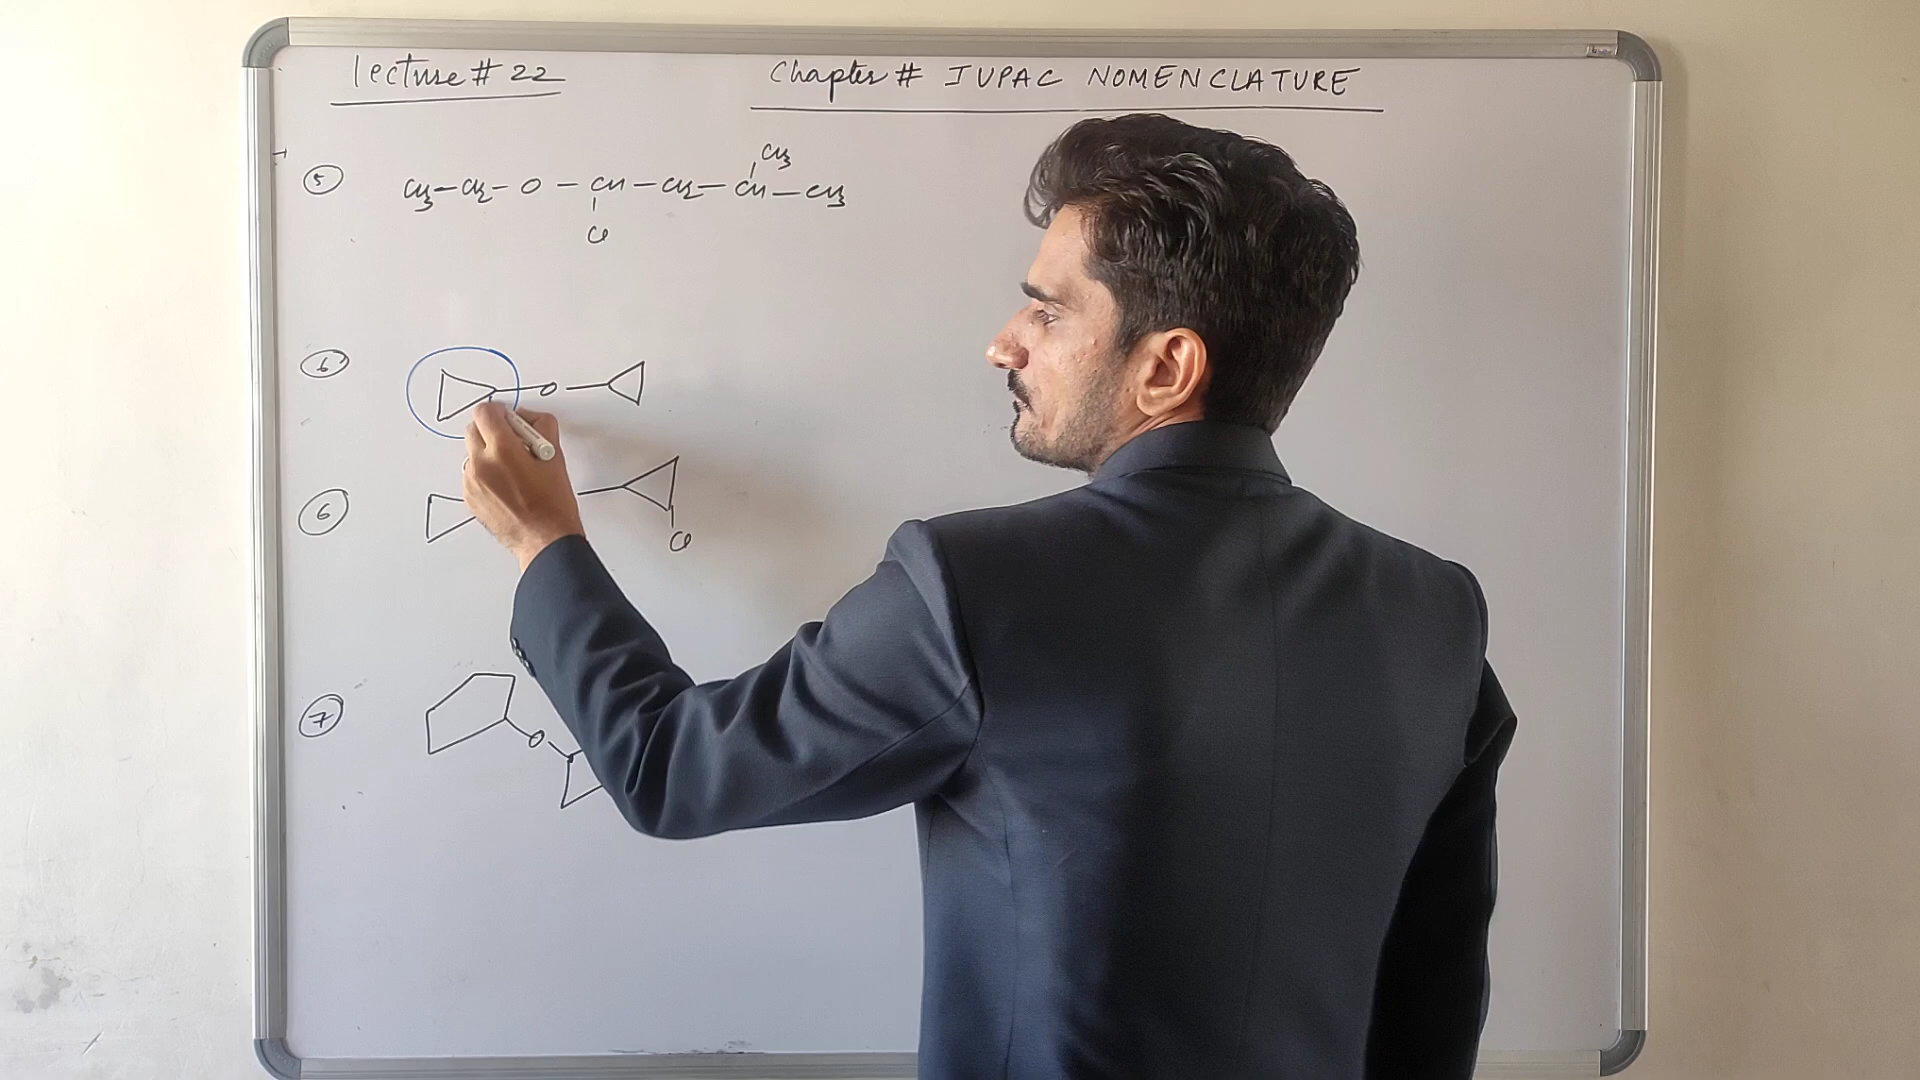 Lecture # 22
Chapter # IUPAC NOMENCLATURE
CH3
5 CH3-CH2-O-CH-CH2-CH-CH3
Cl
6 O
6
Cl
7
O